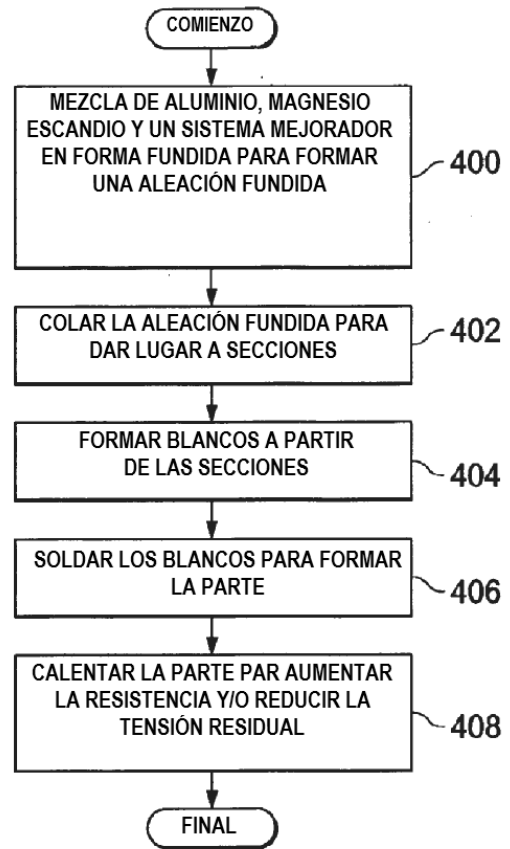 COMIENZO
MEZCLA DE ALUMINIO, MAGNESIO
ESCANDIO Y UN SISTEMA MEJORADOR
EN FORMA FUNDIDA PARA FORMAR
UNA ALEACIÓN FUNDIDA
400
COLAR LA ALEACIÓN FUNDIDA PARA
DAR LUGAR A SECCIONES
402
FORMAR BLANCOS A PARTIR
DE LAS SECCIONES
404
SOLDAR LOS BLANCOS PARA FORMAR
LA PARTE
406
CALENTAR LA PARTE PAR AUMENTAR
LA RESISTENCIA Y/O REDUCIR LA
TENSIÓN RESIDUAL
408
FINAL